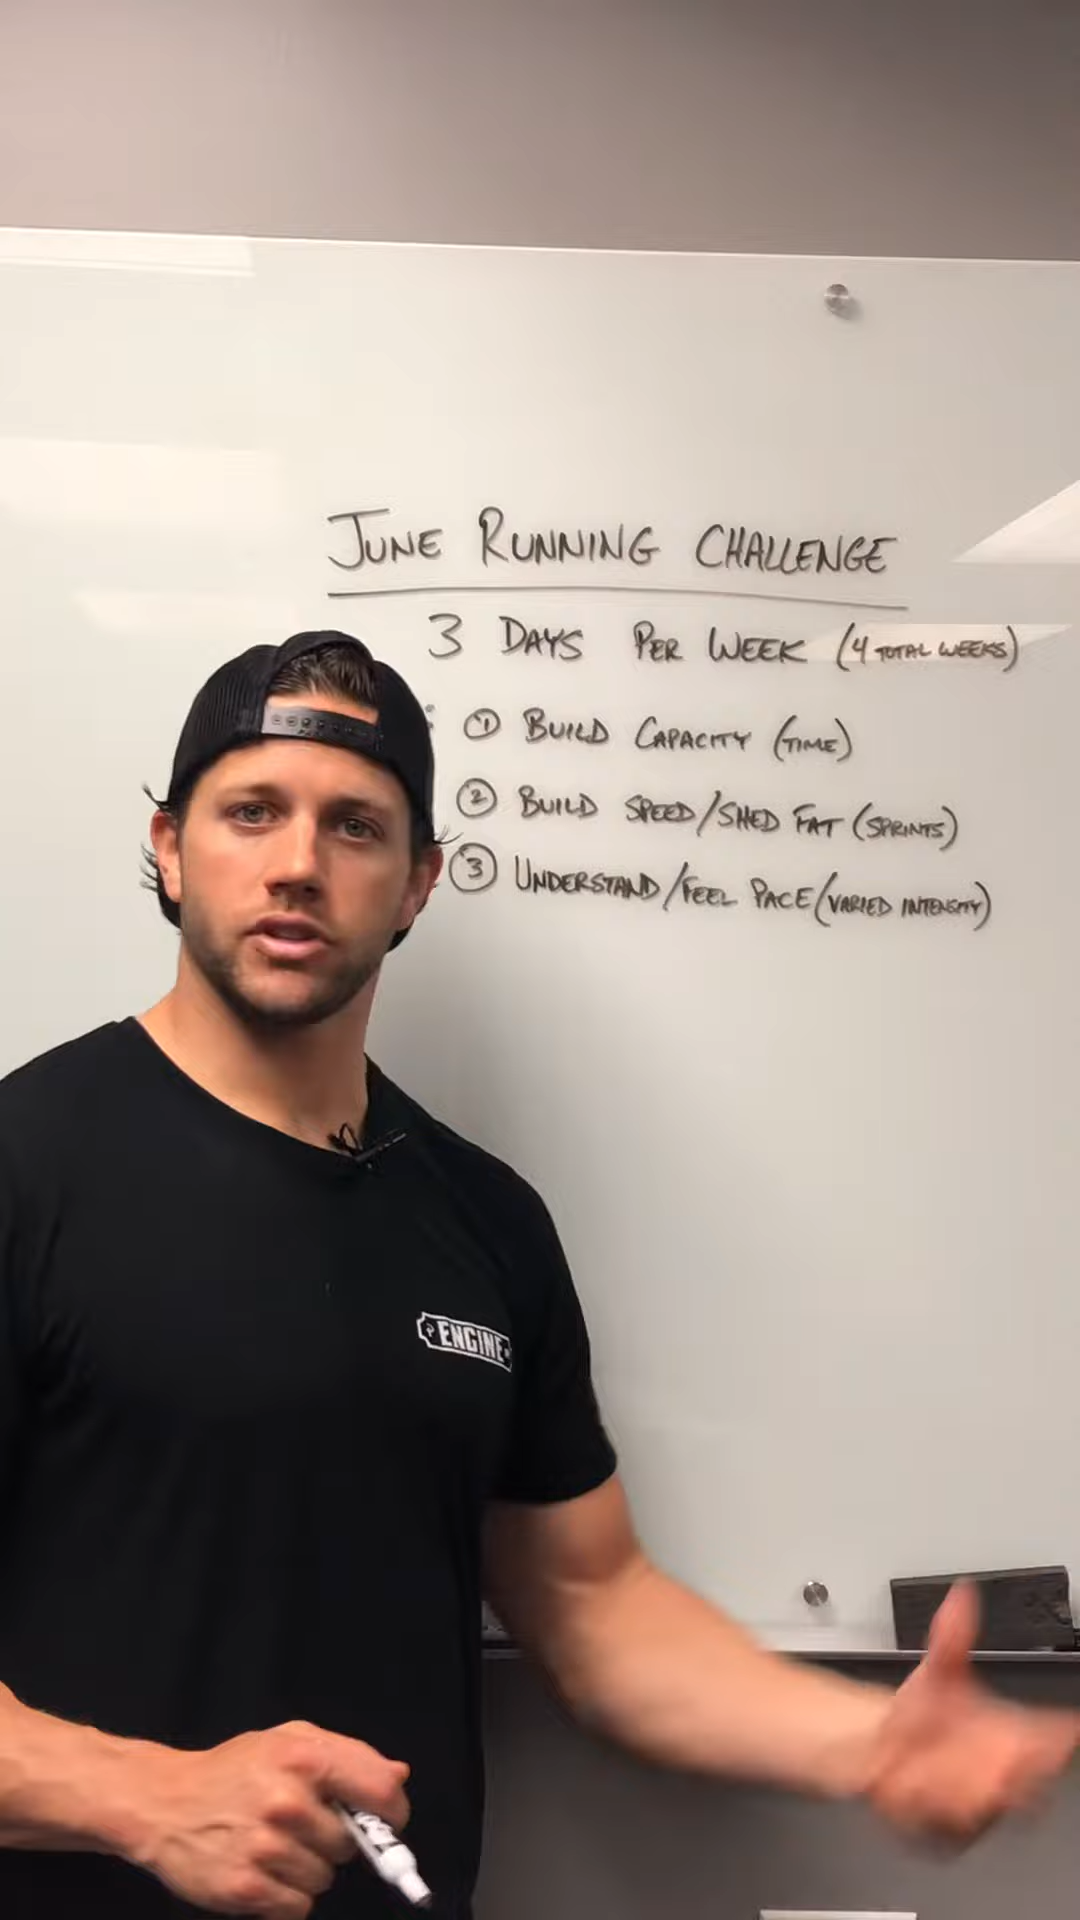 JUNE RUNNING CHALLENGE
3 DAYS PER WEEK (4 TOTAL WEEKS)
① BUILD CAPACITY (TIME)
② BUILD SPEED/SHED FAT (SPRINTS)
③ UNDERSTAND/FEEL PACE (VARIED INTENSITY)
ENGINE